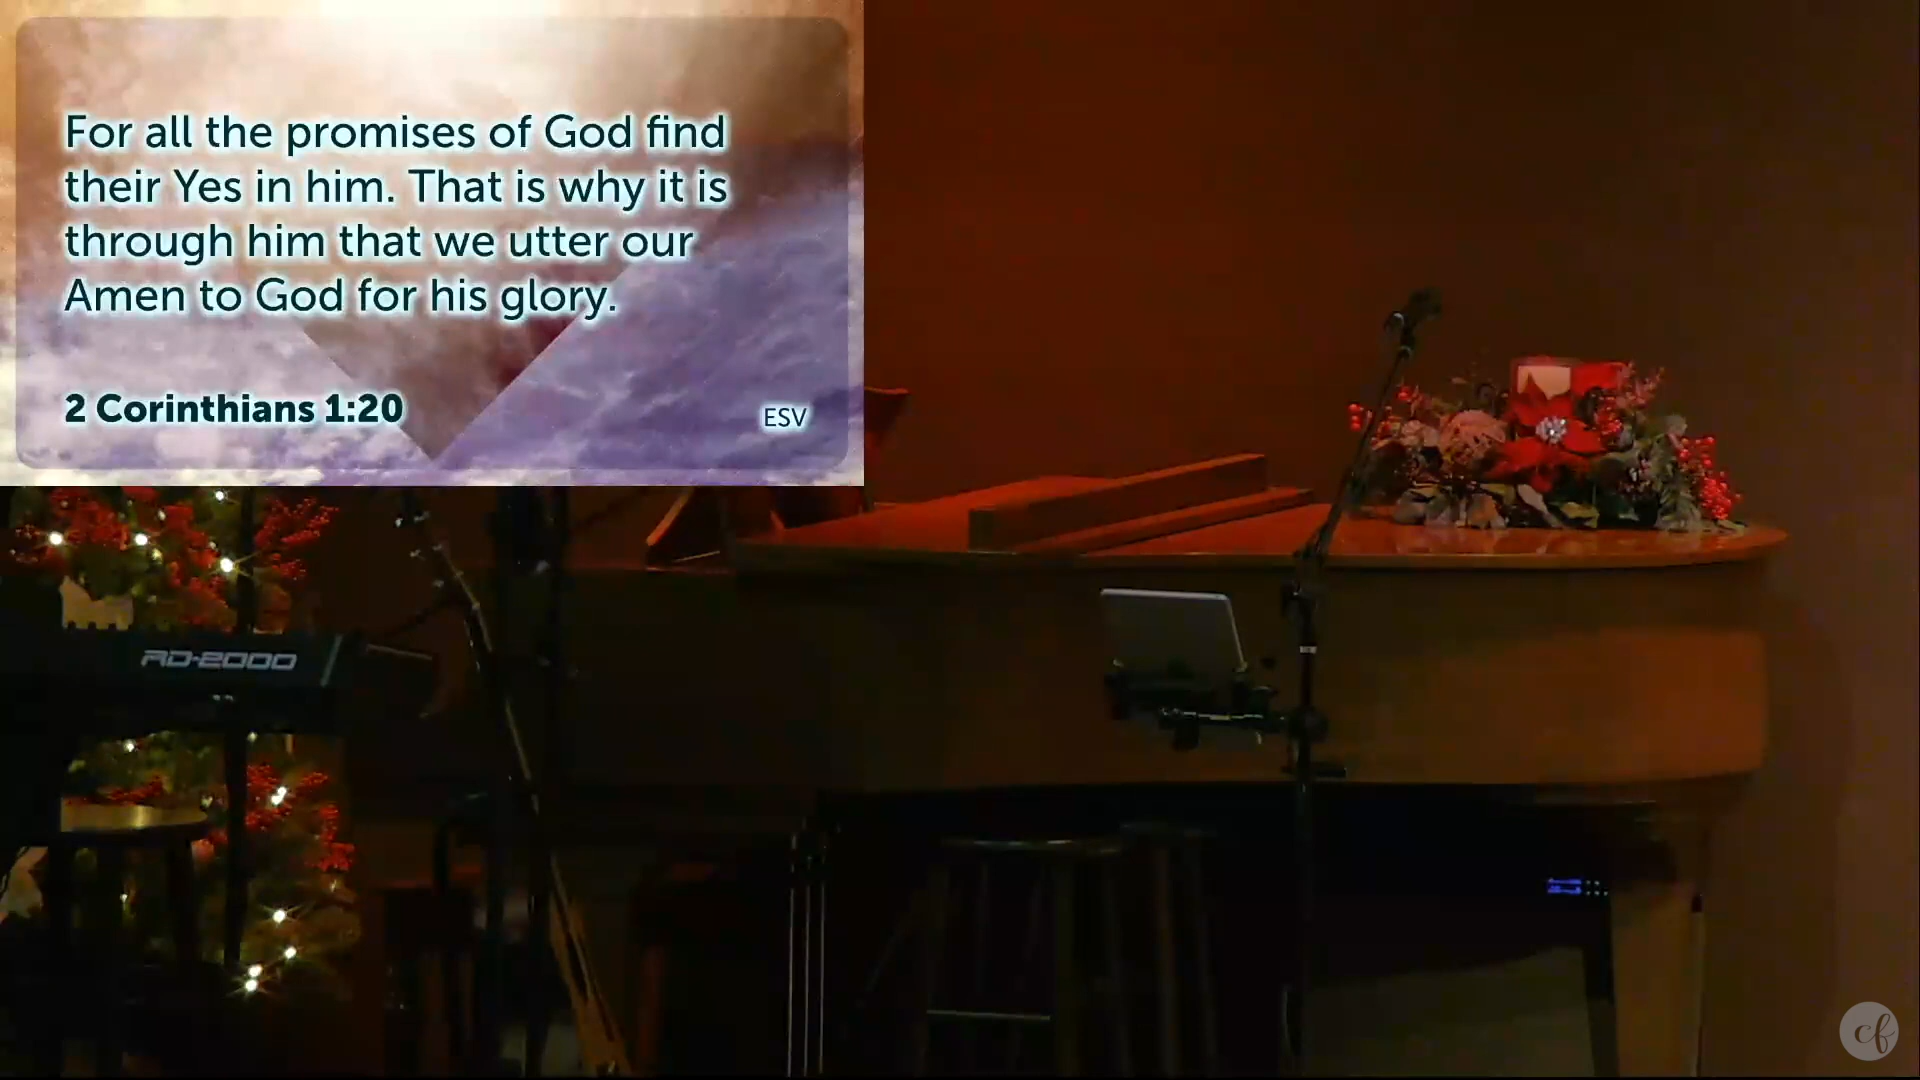 For all the promises of God find
their Yes in him. That is why it is
through him that we utter our
Amen to God for his glory.
2 Corinthians 1:20
ESV
RD-2000
cf